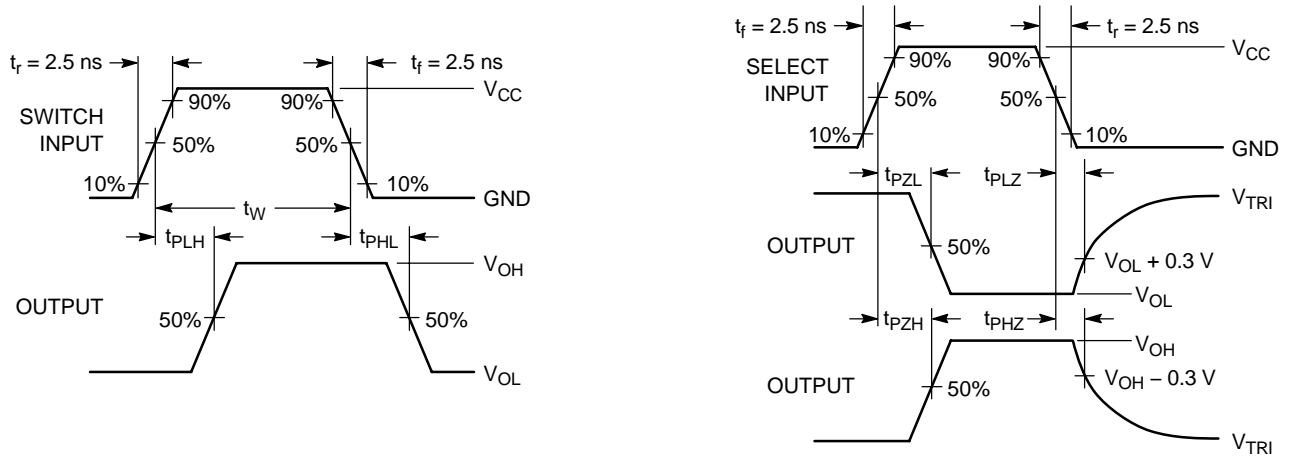 t_r = 2.5 ns
t_f = 2.5 ns
V_CC
SWITCH
INPUT
90%
90%
50%
50%
10%
10%
GND
t_W
t_PLH
t_PHL
V_OH
OUTPUT
50%
50%
V_OL
t_f = 2.5 ns
t_r = 2.5 ns
V_CC
SELECT
INPUT
90%
90%
50%
50%
10%
10%
GND
t_PZL
t_PLZ
V_TRI
OUTPUT
50%
V_OL + 0.3 V
V_OL
t_PZH
t_PHZ
V_OH
V_OH – 0.3 V
OUTPUT
50%
V_TRI